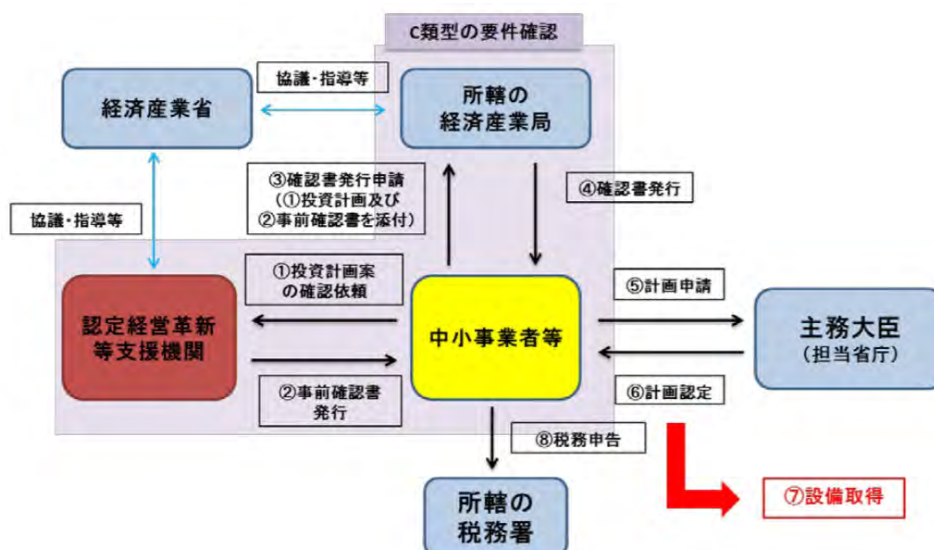 C類型の要件確認
協議・指導等
経済産業省
所轄の
経済産業局
③確認書発行申請
（①投資計画及び
②事前確認書を添付）
④確認書発行
協議・指導等
①投資計画案
の確認依頼
⑤計画申請
認定経営革新
等支援機関
中小事業者等
主務大臣
（担当省庁）
②事前確認書
発行
⑥計画認定
⑧税務申告
⑦設備取得
所轄の
税務署